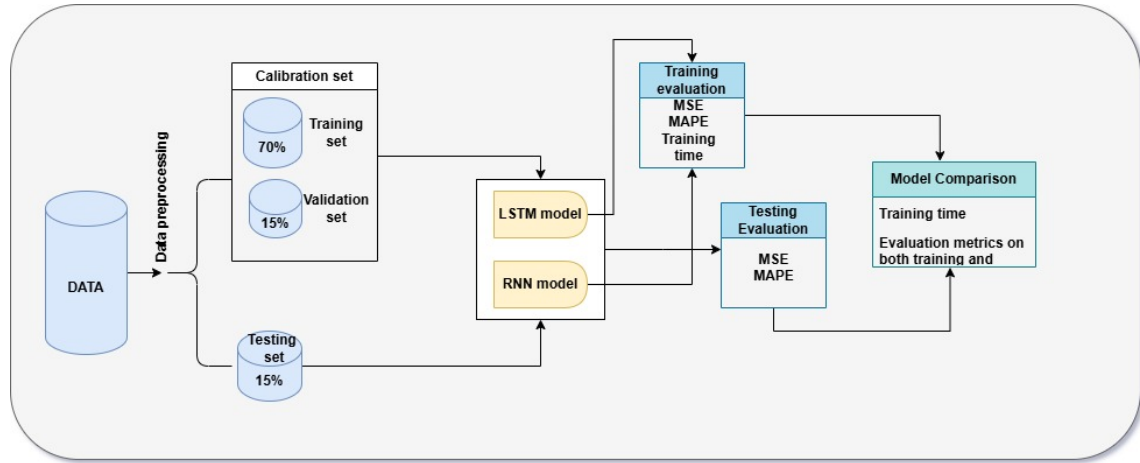 DATA
Data preprocessing
Calibration set
70%
Training
set
15%
Validation
set
Testing
set
15%
LSTM model
RNN model
Training
evaluation
MSE
MAPE
Training
time
Testing
Evaluation
MSE
MAPE
Model Comparison
Training time
Evaluation metrics on
both training and